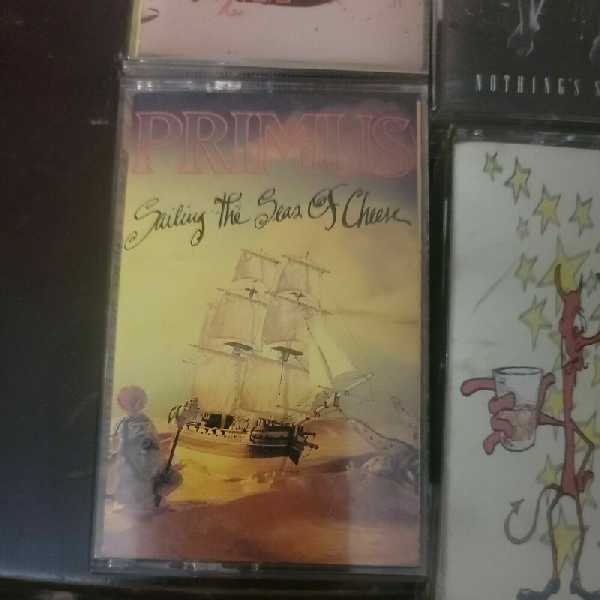 NOTHING'S S
PRIMUS
Sailing The Seas Of Cheese